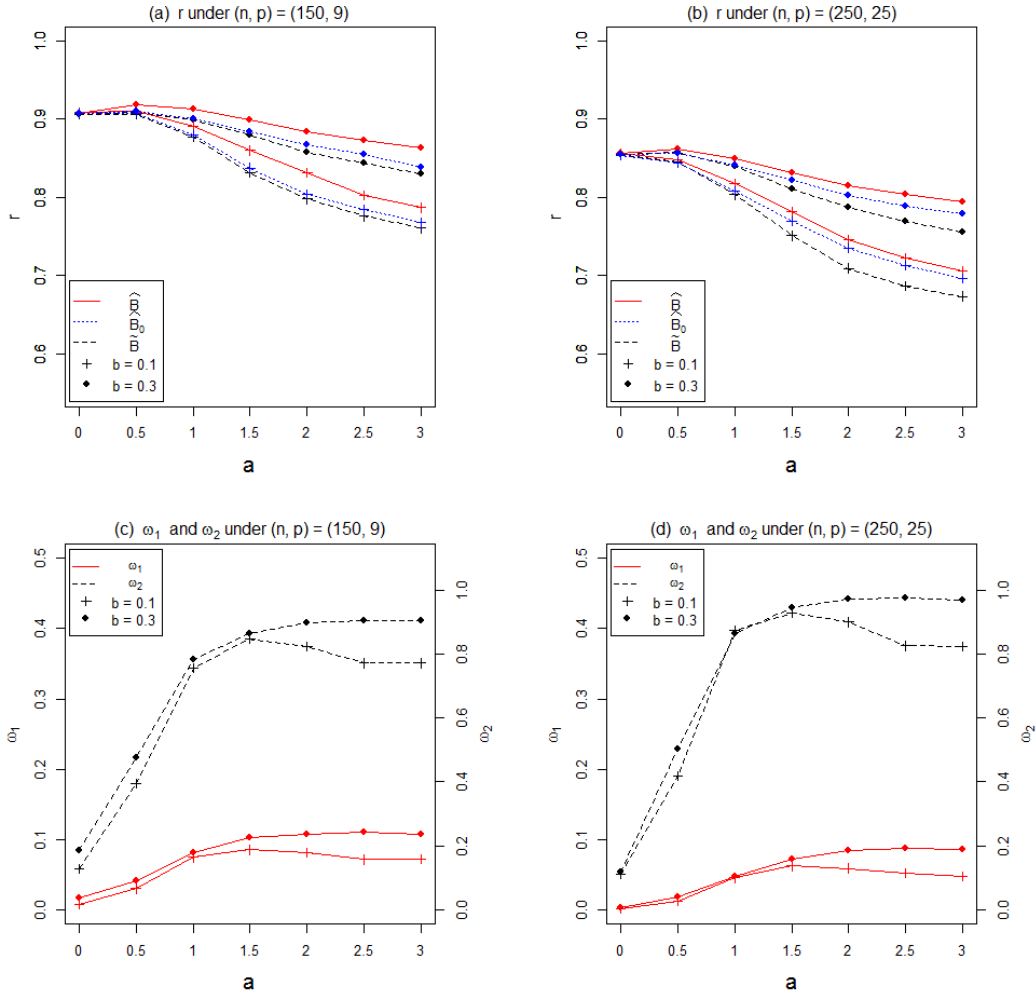 (a) r under (n, p) = (150, 9)
1.0
0.9
0.8
0.7
0.6
r
B̂
B̂₀
B̃
b = 0.1
b = 0.3
0 0.5 1 1.5 2 2.5 3
a
(b) r under (n, p) = (250, 25)
1.0
0.9
0.8
0.7
0.6
r
B̂
B̂₀
B̃
b = 0.1
b = 0.3
0 0.5 1 1.5 2 2.5 3
a
(c) ω₁ and ω₂ under (n, p) = (150, 9)
0.5
0.4
0.3
0.2
0.1
0.0
ω₁
ω₁
ω₂
b = 0.1
b = 0.3
1.0
0.8
0.6
0.4
0.2
0.0
ω₂
0 0.5 1 1.5 2 2.5 3
a
(d) ω₁ and ω₂ under (n, p) = (250, 25)
0.5
0.4
0.3
0.2
0.1
0.0
ω₁
ω₁
ω₂
b = 0.1
b = 0.3
1.0
0.8
0.6
0.4
0.2
0.0
ω₂
0 0.5 1 1.5 2 2.5 3
a